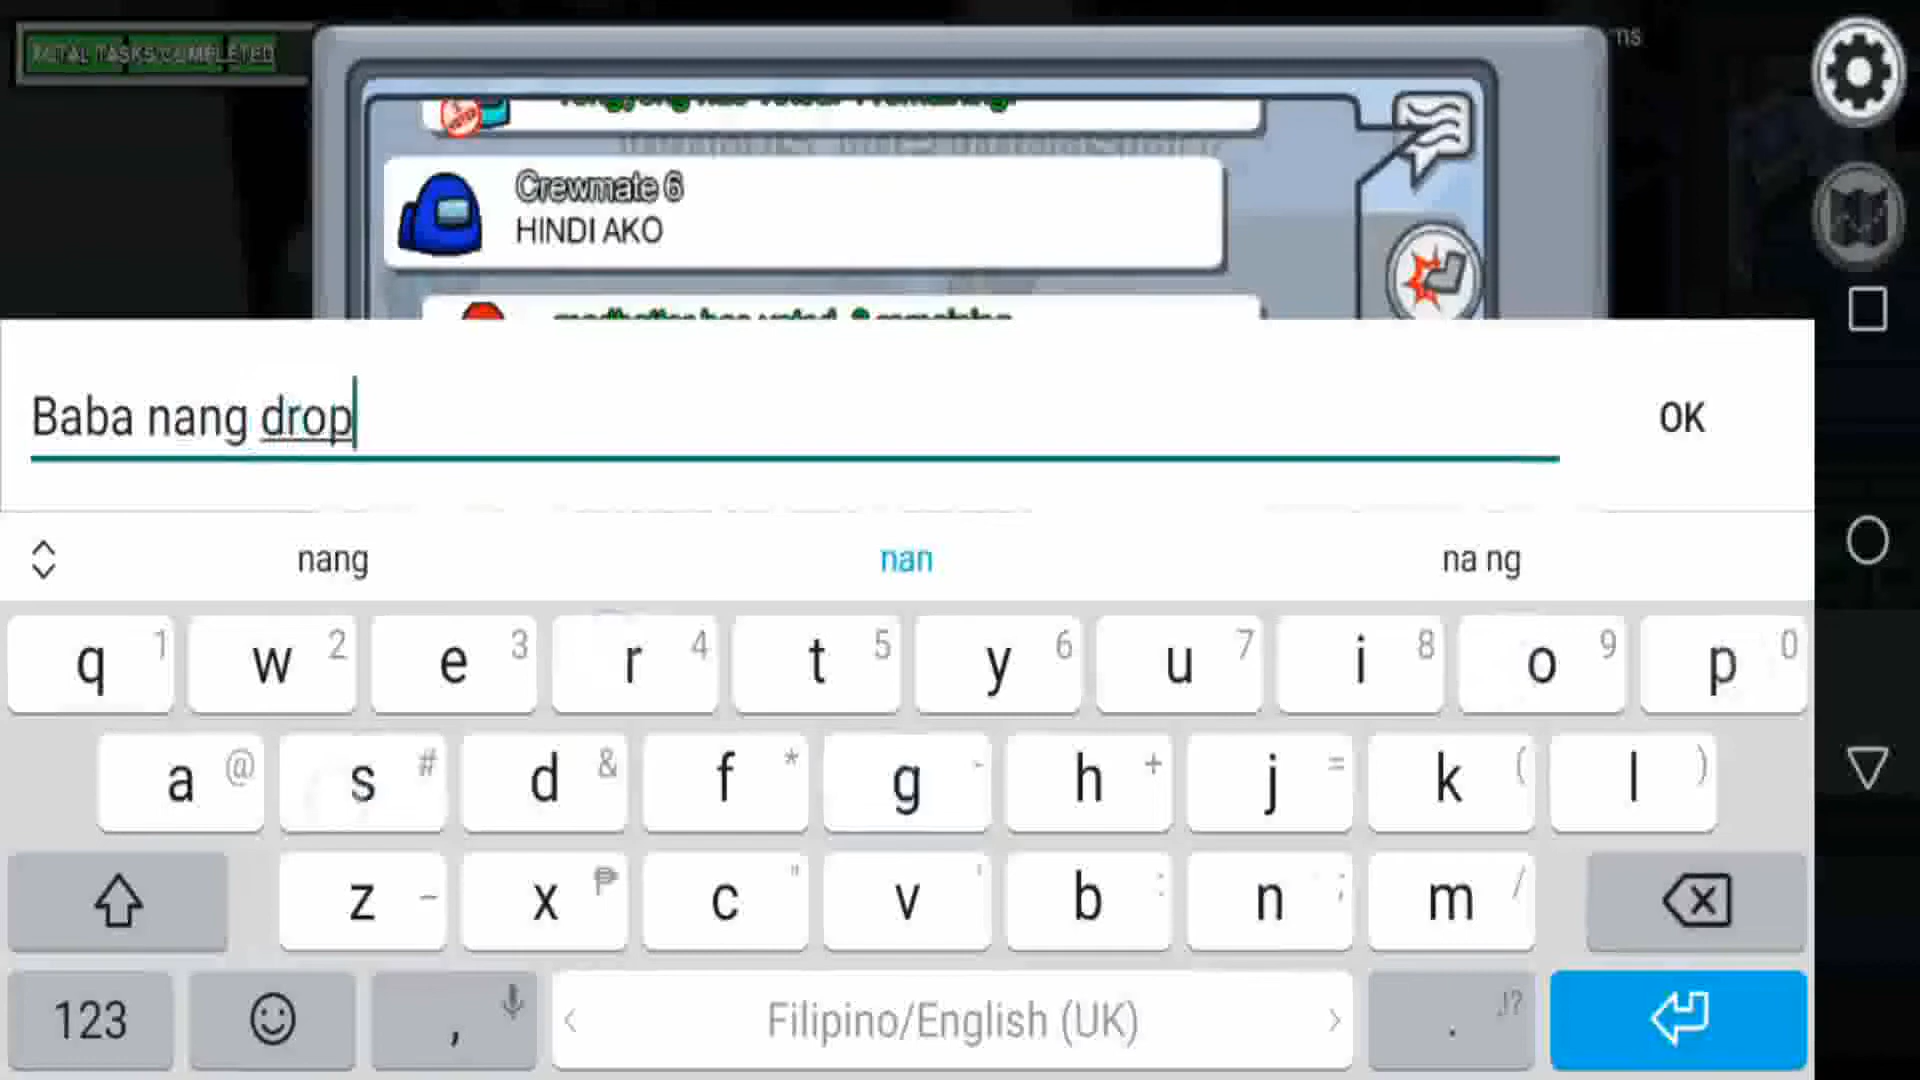 TOTAL TASKS COMPLETED
ms
Crewmate 6
HINDI AKO
Baba nang drop
OK
nang nan na ng
q 1 w 2 e 3 r 4 t 5 y 6 u 7 i 8 o 9 p 0
a @ s # d & f * g - h + j = k ( l )
z _ x ₱ c " v ' b : n ; m /
123 , < Filipino/English (UK) > . ,!?